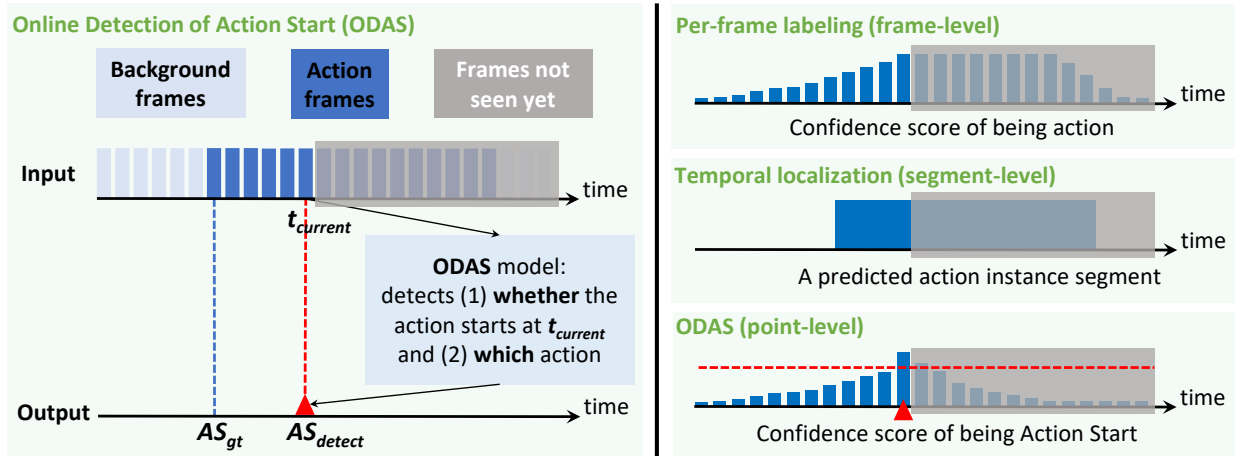 Online Detection of Action Start (ODAS)
Background
frames
Action
frames
Frames not
seen yet
Input
time
t_current
ODAS model:
detects (1) whether the
action starts at t_current
and (2) which action
Output
time
AS_gt
AS_detect
Per-frame labeling (frame-level)
time
Confidence score of being action
Temporal localization (segment-level)
time
A predicted action instance segment
ODAS (point-level)
time
Confidence score of being Action Start